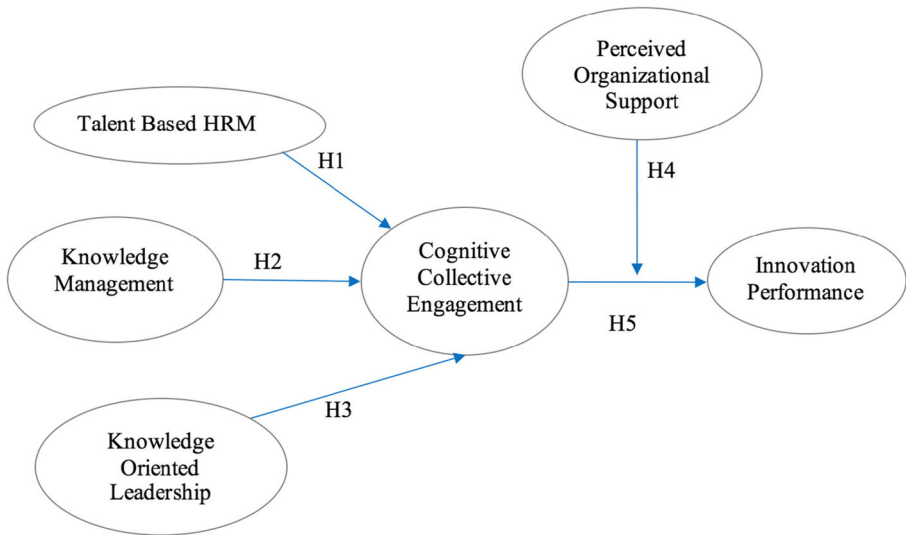 Perceived
Organizational
Support
Talent Based HRM
H1
H4
Knowledge
Management
H2
Cognitive
Collective
Engagement
Innovation
Performance
H5
H3
Knowledge
Oriented
Leadership